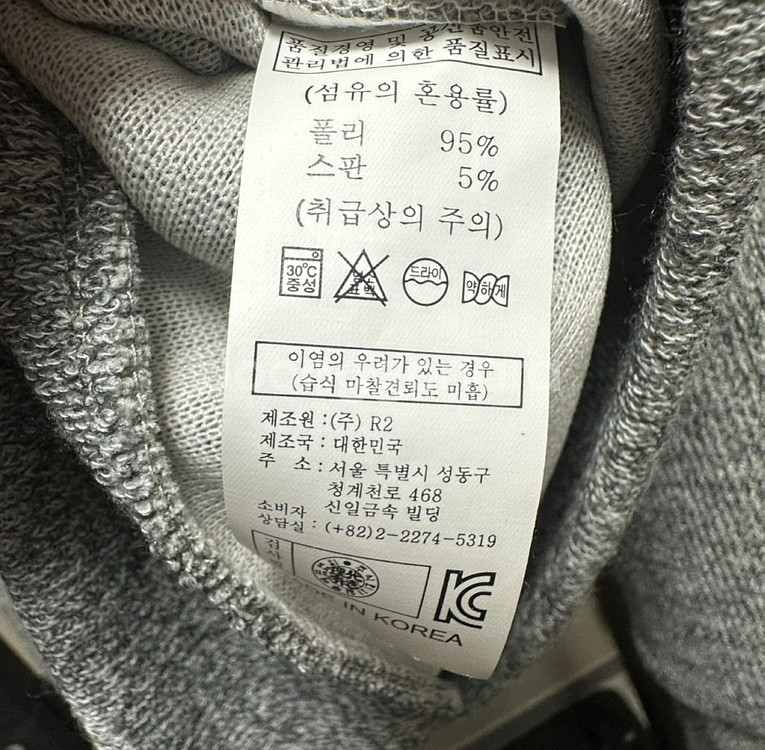 품질경영 및 공산품안전
관리법에 의한 품질표시
(섬유의 혼용률)
폴리 95%
스판 5%
(취급상의 주의)
30℃ 중성
드라이
약하게
이염의 우려가 있는 경우
(습식 마찰견뢰도 미흡)
제조원 :(주) R2
제조국 : 대한민국
주 소 : 서울 특별시 성동구
청계천로 468
소비자 신일금속 빌딩
상담실 : (+82)2-2274-5319
검사
KC
IN KOREA